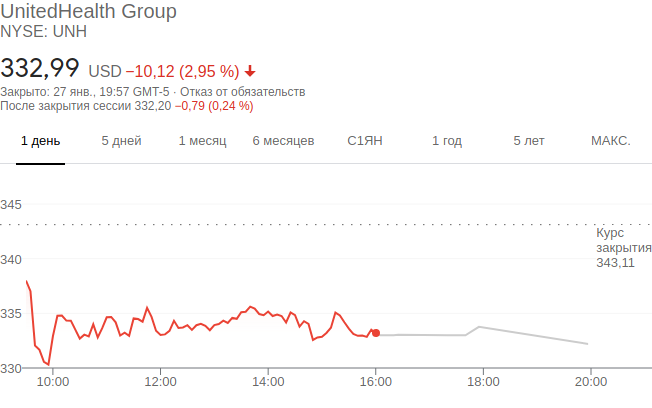 UnitedHealth Group
NYSE: UNH
332,99 USD −10,12 (2,95 %)
Закрыто: 27 янв., 19:57 GMT-5 · Отказ от обязательств
После закрытия сессии 332,20 −0,79 (0,24 %)
1 день 5 дней 1 месяц 6 месяцев С1ЯН 1 год 5 лет МАКС.
345
Курс
закрытия
343,11
340
335
330
10:00 12:00 14:00 16:00 18:00 20:00